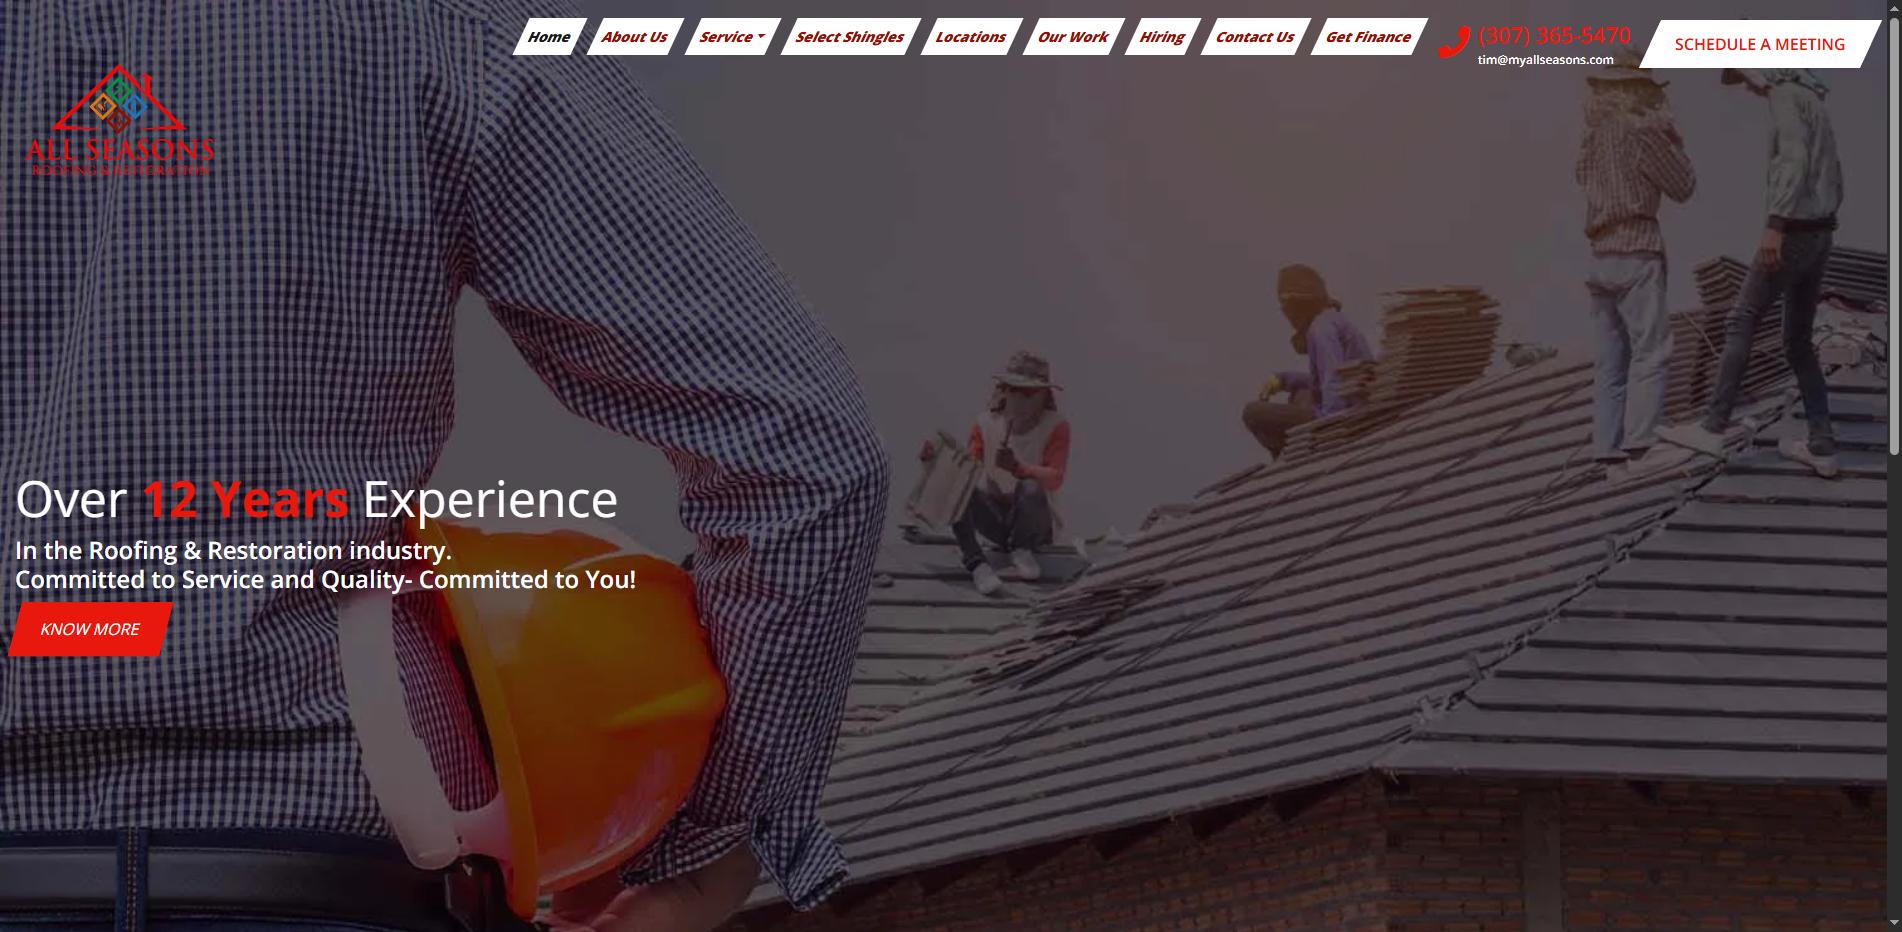 Home
About Us
Service
Select Shingles
Locations
Our Work
Hiring
Contact Us
Get Finance
(307) 365-5470
tim@myallseasons.com
SCHEDULE A MEETING
ALL SEASONS
ROOFING & RESTORATION
Over 12 Years Experience
In the Roofing & Restoration industry.
Committed to Service and Quality- Committed to You!
KNOW MORE